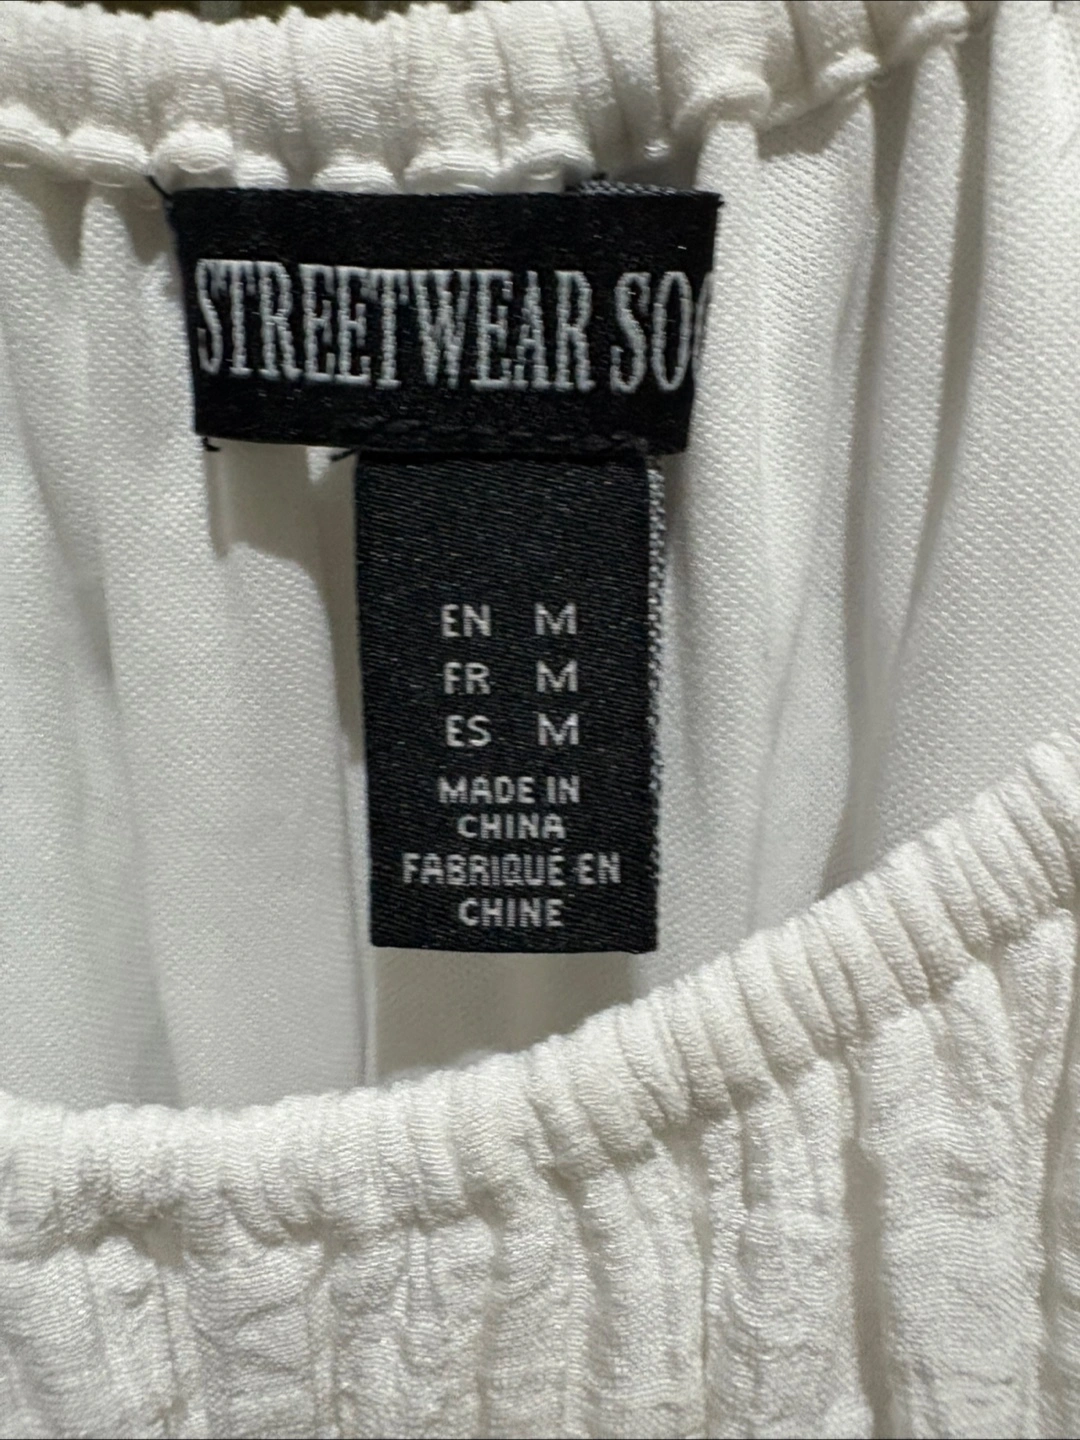 STREETWEAR SO
EN M
FR M
ES M
MADE IN
CHINA
FABRIQUÉ EN
CHINE